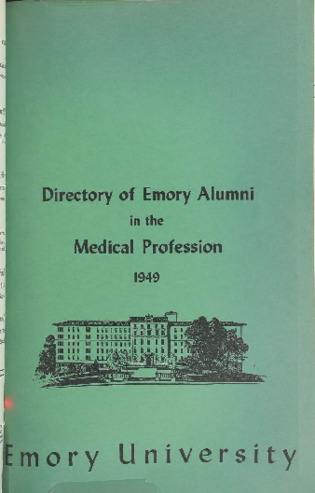 Directory of Emory Alumni
in the
Medical Profession
1949
Emory University